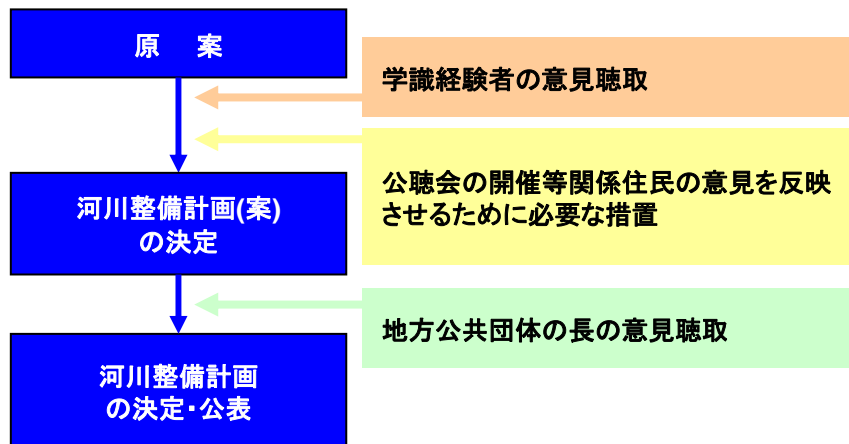 原　案
学識経験者の意見聴取
公聴会の開催等関係住民の意見を反映
させるために必要な措置
河川整備計画(案)
の決定
地方公共団体の長の意見聴取
河川整備計画
の決定・公表